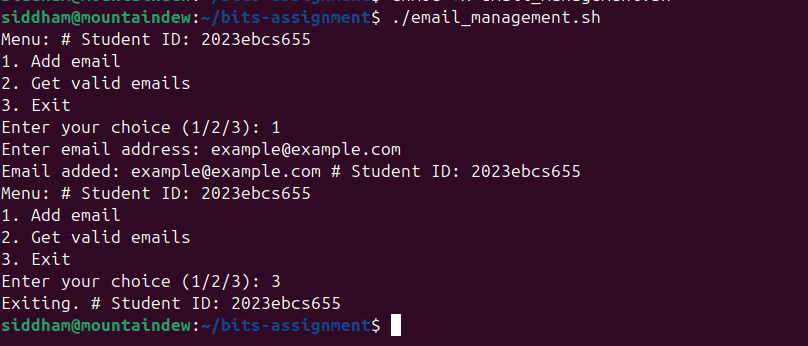 siddham@mountaindew:~/bits-assignment$ ./email_management.sh
Menu: # Student ID: 2023ebcs655
1. Add email
2. Get valid emails
3. Exit
Enter your choice (1/2/3): 1
Enter email address: example@example.com
Email added: example@example.com # Student ID: 2023ebcs655
Menu: # Student ID: 2023ebcs655
1. Add email
2. Get valid emails
3. Exit
Enter your choice (1/2/3): 3
Exiting. # Student ID: 2023ebcs655
siddham@mountaindew:~/bits-assignment$